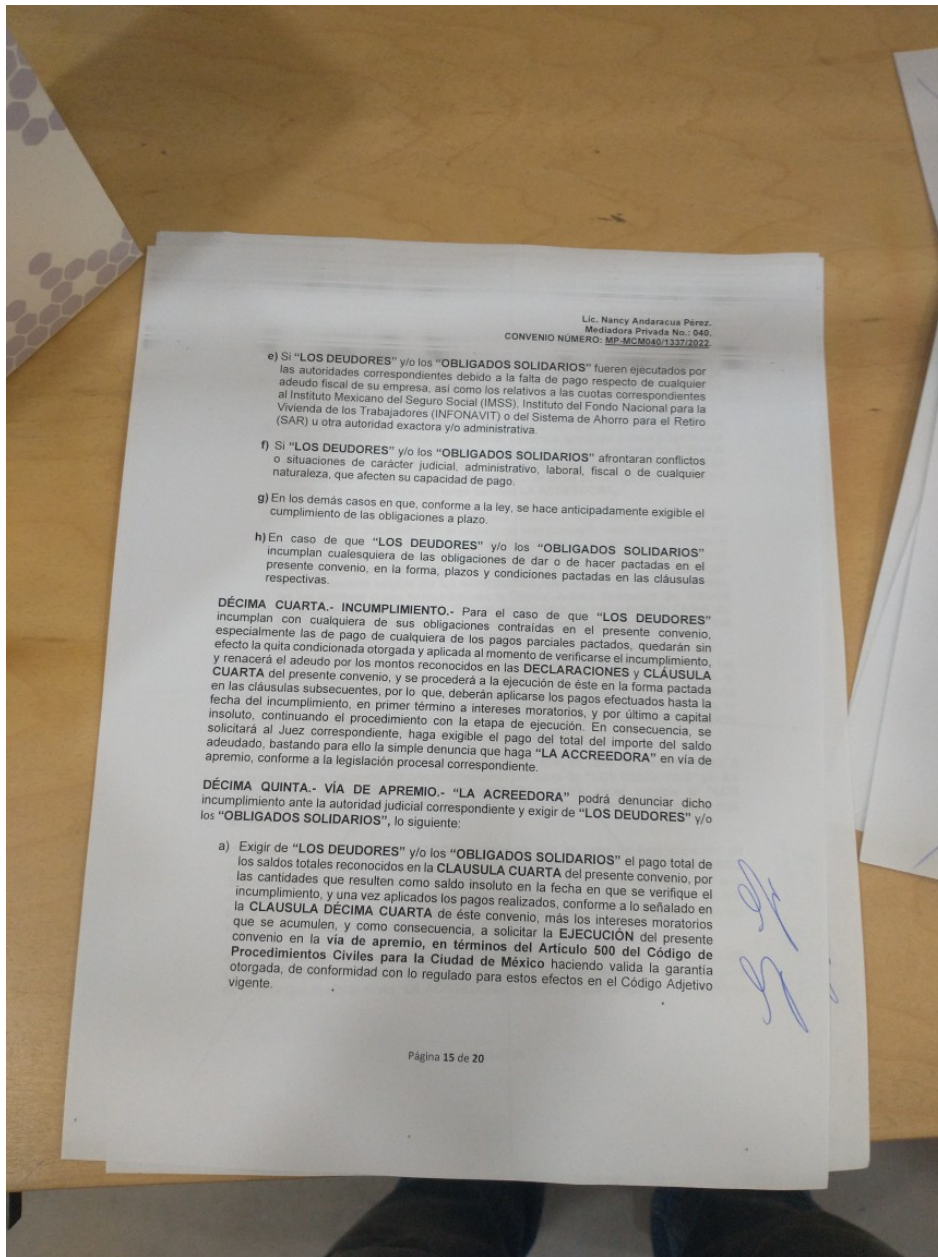 Lic. Nancy Andaracua Pérez.
Mediadora Privada No.: 040.
CONVENIO NÚMERO: MP-MCM040/1337/2022.
e) Si “LOS DEUDORES” y/o los “OBLIGADOS SOLIDARIOS” fueren ejecutados por
las autoridades correspondientes debido a la falta de pago respecto de cualquier
adeudo fiscal de su empresa, así como los relativos a las cuotas correspondientes
al Instituto Mexicano del Seguro Social (IMSS), Instituto del Fondo Nacional para la
Vivienda de los Trabajadores (INFONAVIT) o del Sistema de Ahorro para el Retiro
(SAR) u otra autoridad exactora y/o administrativa.
f) Si “LOS DEUDORES” y/o los “OBLIGADOS SOLIDARIOS” afrontaran conflictos
o situaciones de carácter judicial, administrativo, laboral, fiscal o de cualquier
naturaleza, que afecten su capacidad de pago.
g) En los demás casos en que, conforme a la ley, se hace anticipadamente exigible el
cumplimiento de las obligaciones a plazo.
h) En caso de que “LOS DEUDORES” y/o los “OBLIGADOS SOLIDARIOS”
incumplan cualesquiera de las obligaciones de dar o de hacer pactadas en el
presente convenio, en la forma, plazos y condiciones pactadas en las cláusulas
respectivas.
DÉCIMA CUARTA.- INCUMPLIMIENTO.- Para el caso de que “LOS DEUDORES”
incumplan con cualquiera de sus obligaciones contraídas en el presente convenio,
especialmente las de pago de cualquiera de los pagos parciales pactados, quedarán sin
efecto la quita condicionada otorgada y aplicada al momento de verificarse el incumplimiento,
y renacerá el adeudo por los montos reconocidos en las DECLARACIONES y CLÁUSULA
CUARTA del presente convenio, y se procederá a la ejecución de éste en la forma pactada
en las cláusulas subsecuentes, por lo que, deberán aplicarse los pagos efectuados hasta la
fecha del incumplimiento, en primer término a intereses moratorios, y por último a capital
insoluto, continuando el procedimiento con la etapa de ejecución. En consecuencia, se
solicitará al Juez correspondiente, haga exigible el pago del total del importe del saldo
adeudado, bastando para ello la simple denuncia que haga “LA ACCREEDORA” en vía de
apremio, conforme a la legislación procesal correspondiente.
DÉCIMA QUINTA.- VÍA DE APREMIO.- “LA ACREEDORA” podrá denunciar dicho
incumplimiento ante la autoridad judicial correspondiente y exigir de “LOS DEUDORES” y/o
los “OBLIGADOS SOLIDARIOS”, lo siguiente:
a) Exigir de “LOS DEUDORES” y/o los “OBLIGADOS SOLIDARIOS” el pago total de
los saldos totales reconocidos en la CLAUSULA CUARTA del presente convenio, por
las cantidades que resulten como saldo insoluto en la fecha en que se verifique el
incumplimiento, y una vez aplicados los pagos realizados, conforme a lo señalado en
la CLAUSULA DÉCIMA CUARTA de éste convenio, más los intereses moratorios
que se acumulen, y como consecuencia, a solicitar la EJECUCIÓN del presente
convenio en la vía de apremio, en términos del Artículo 500 del Código de
Procedimientos Civiles para la Ciudad de México haciendo valida la garantía
otorgada, de conformidad con lo regulado para estos efectos en el Código Adjetivo
vigente.
Página 15 de 20